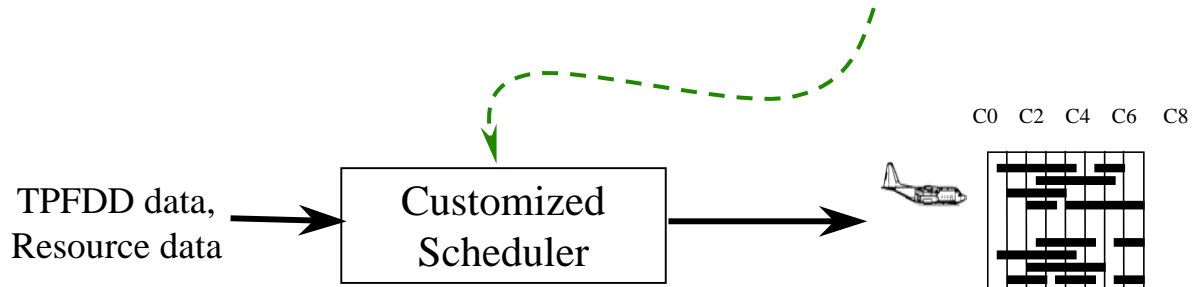 C0 C2 C4 C6 C8
TPFDD data,
Resource data
Customized
Scheduler